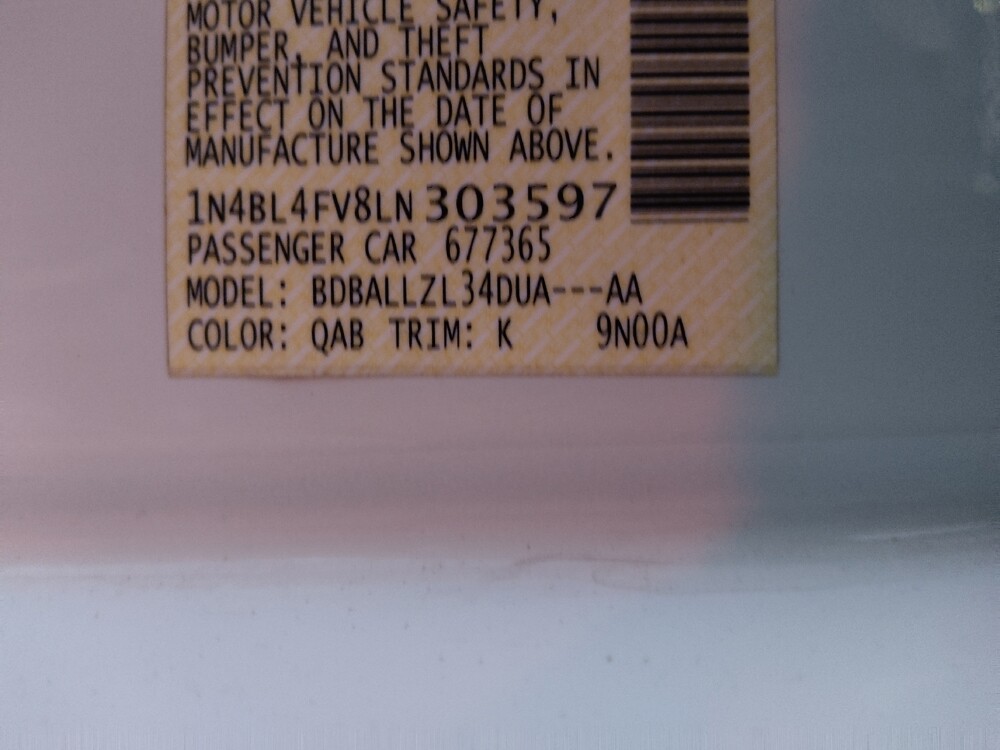 MOTOR VEHICLE SAFETY,
BUMPER, AND THEFT
PREVENTION STANDARDS IN
EFFECT ON THE DATE OF
MANUFACTURE SHOWN ABOVE.
1N4BL4FV8LN303597
PASSENGER CAR 677365
MODEL: BDBALLZL34DUA---AA
COLOR: QAB TRIM: K 9N00A